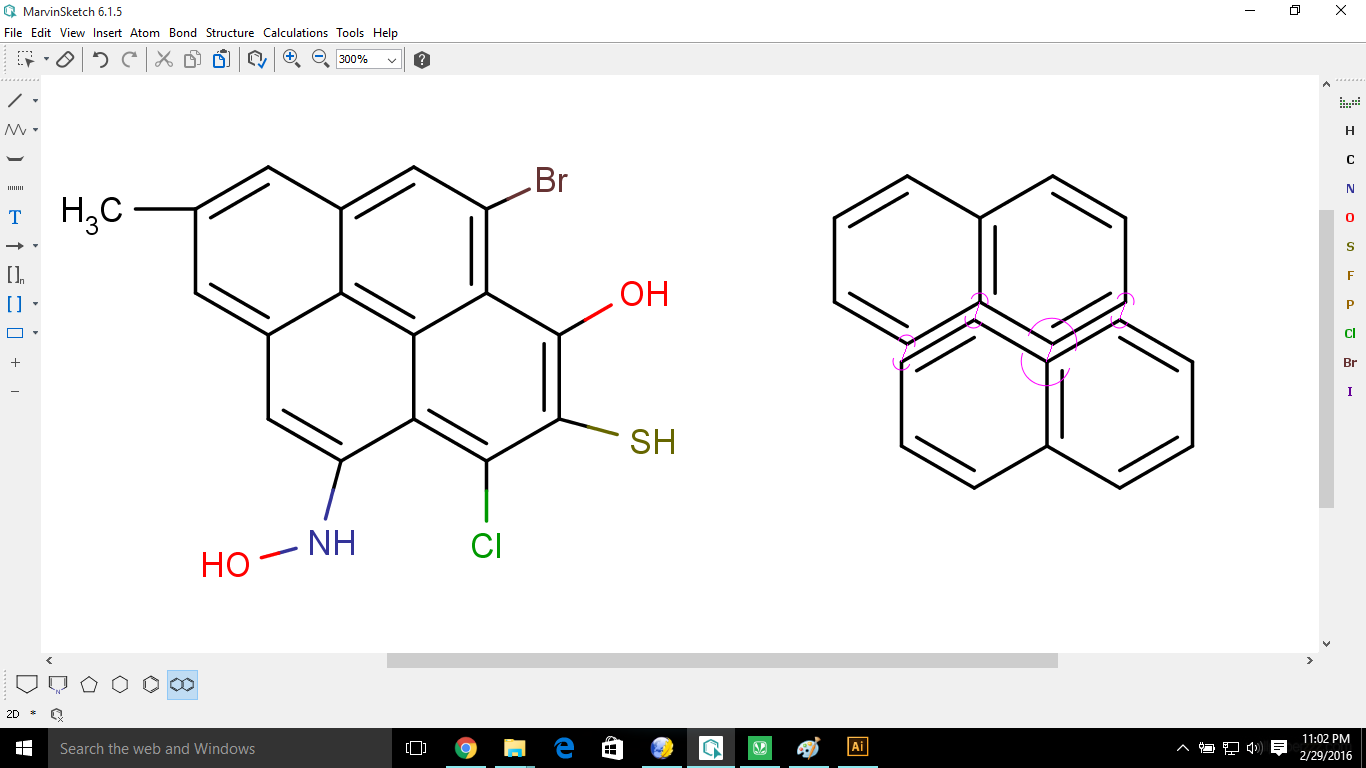 MarvinSketch 6.1.5
File Edit View Insert Atom Bond Structure Calculations Tools Help
300%
T
[ ]n
H
C
N
O
S
F
P
Cl
Br
I
Br
H3C
OH
SH
NH
Cl
HO
N
2D *
Search the web and Windows
Ai
11:02 PM
2/29/2016